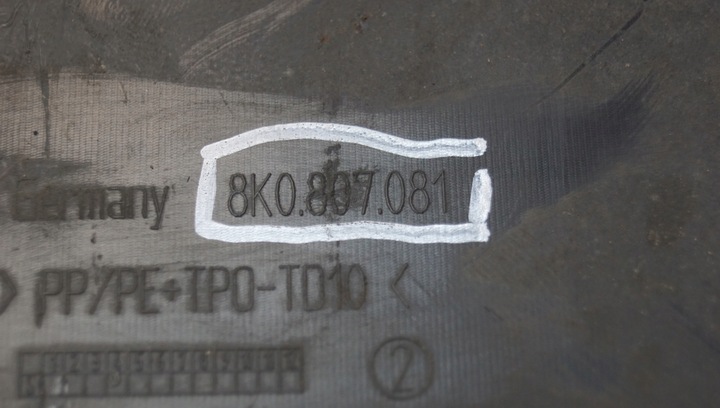 Germany 8K0.807.081
> PP/PE+TPO-TD10 <
2